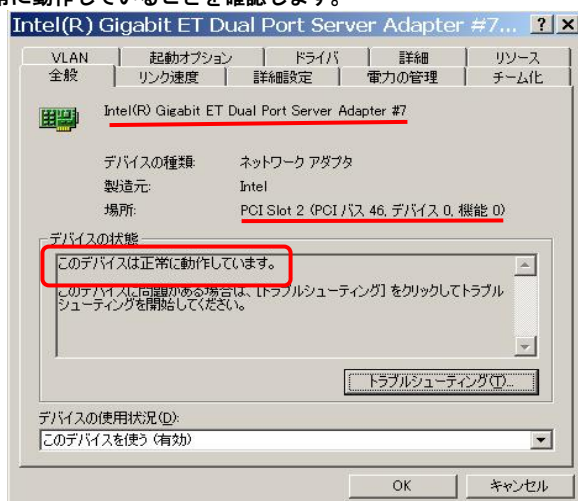 常に動作していることを確認します。
Intel(R) Gigabit ET Dual Port Server Adapter #7... ? ×
VLAN 起動オプション ドライバ 詳細 リソース
全般 リンク速度 詳細設定 電力の管理 チーム化
Intel(R) Gigabit ET Dual Port Server Adapter #7
デバイスの種類: ネットワーク アダプタ
製造元: Intel
場所: PCI Slot 2 (PCI バス 46, デバイス 0, 機能 0)
デバイスの状態
このデバイスは正常に動作しています。
このデバイスに問題がある場合は、[トラブルシューティング] をクリックしてトラブル
シューティングを開始してください。
トラブルシューティング(T)...
デバイスの使用状況(D):
このデバイスを使う (有効)
OK キャンセル